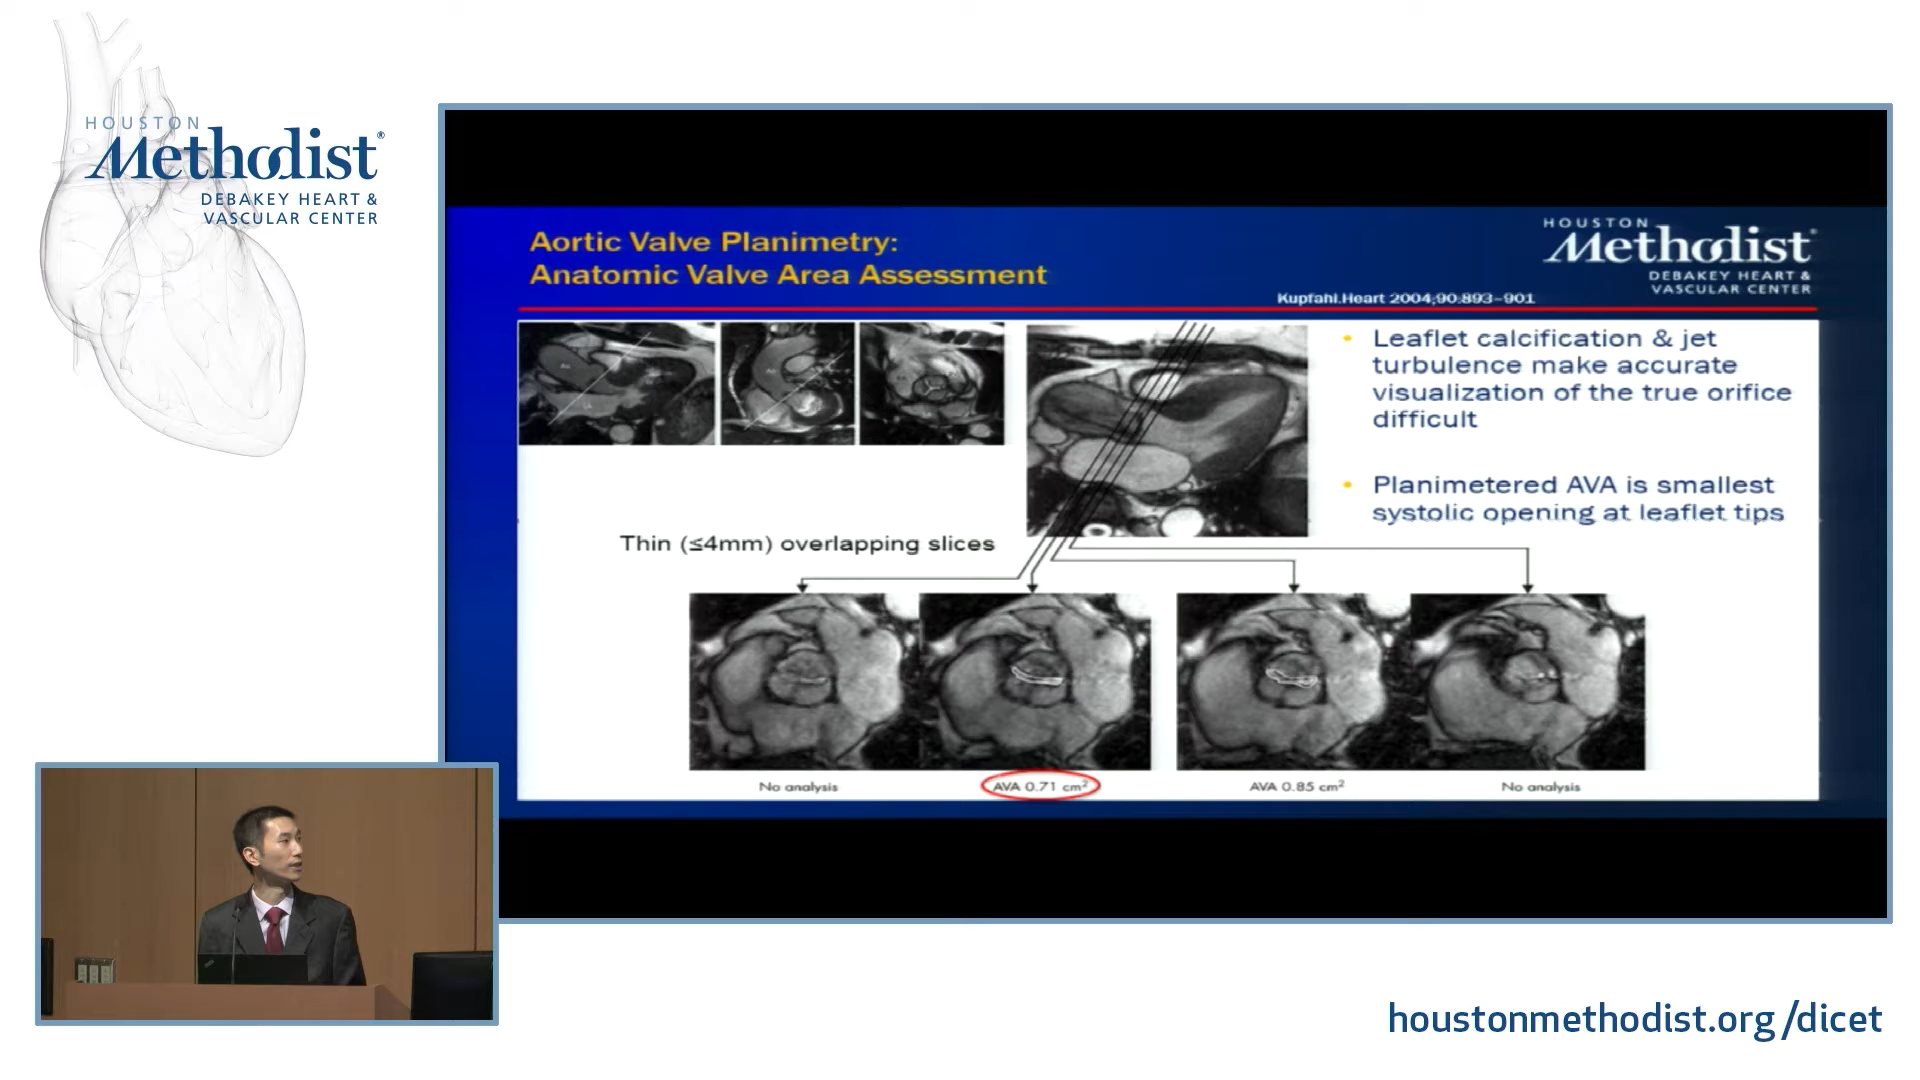 HOUSTON
Methodist®
DEBAKEY HEART &
VASCULAR CENTER
Aortic Valve Planimetry:
Anatomic Valve Area Assessment
HOUSTON
Methodist
DEBAKEY HEART &
VASCULAR CENTER
Kupfahl.Heart 2004;90:893–901
• Leaflet calcification & jet
turbulence make accurate
visualization of the true orifice
difficult
• Planimetered AVA is smallest
systolic opening at leaflet tips
Thin (≤4mm) overlapping slices
No analysis
AVA 0.71 cm²
AVA 0.85 cm²
No analysis
houstonmethodist.org/dicet